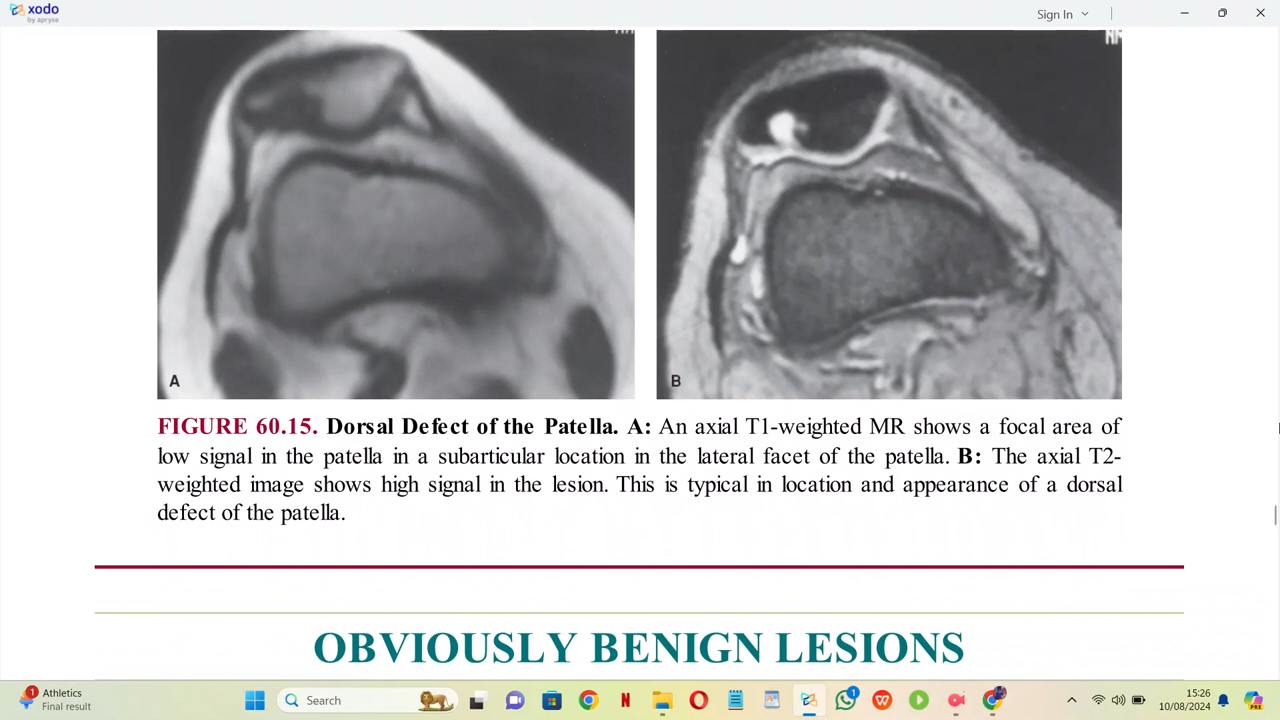 xodo
by apryse
Sign In
A
B
FIGURE 60.15. Dorsal Defect of the Patella. A: An axial T1-weighted MR shows a focal area of
low signal in the patella in a subarticular location in the lateral facet of the patella. B: The axial T2-
weighted image shows high signal in the lesion. This is typical in location and appearance of a dorsal
defect of the patella.
OBVIOUSLY BENIGN LESIONS
1
Athletics
Final result
Search
1
15:26
10/08/2024
PRE